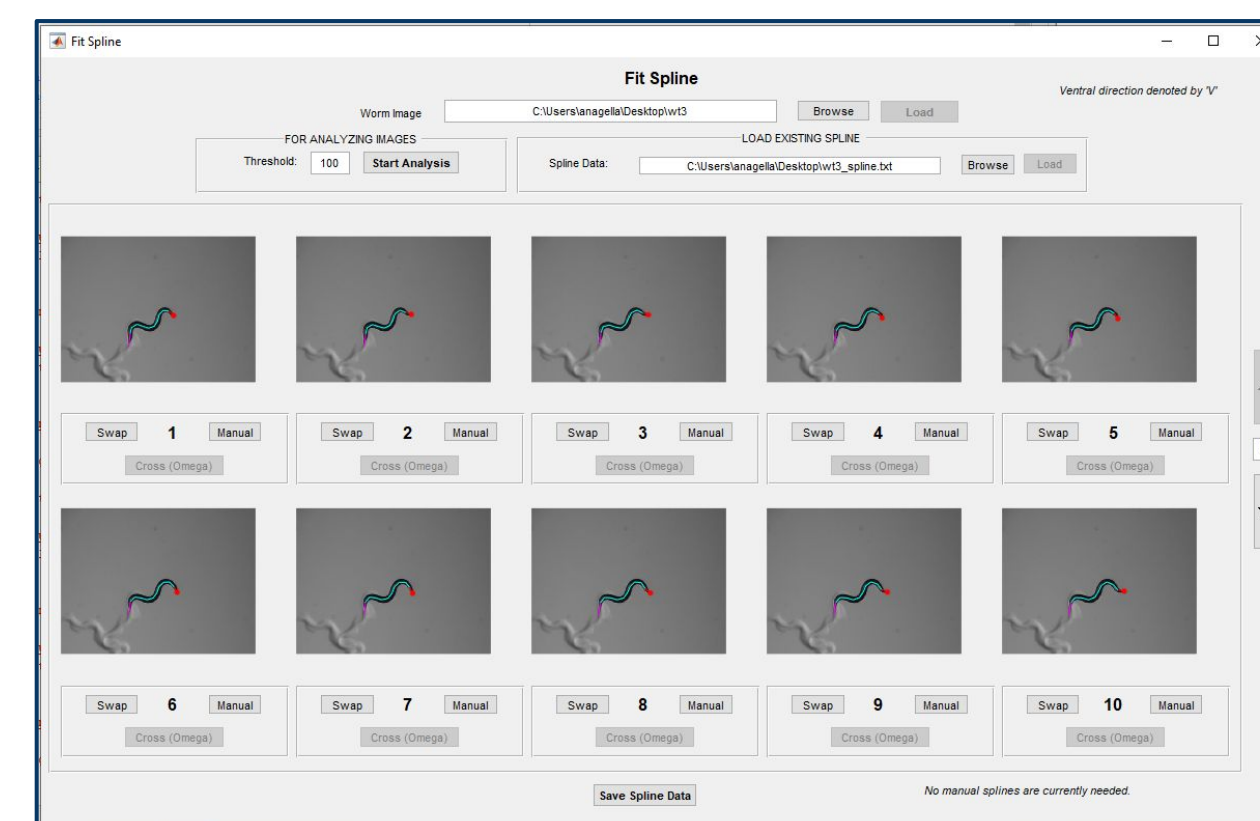 Fit Spline
Fit Spline
Ventral direction denoted by 'V'
Worm Image C:\Users\anagella\Desktop\wt3 Browse Load
FOR ANALYZING IMAGES LOAD EXISTING SPLINE
Threshold: 100 Start Analysis Spline Data: C:\Users\anagella\Desktop\wt3_spline.txt Browse Load
Swap 1 Manual Swap 2 Manual Swap 3 Manual Swap 4 Manual Swap 5 Manual
Cross (Omega) Cross (Omega) Cross (Omega) Cross (Omega) Cross (Omega)
Swap 6 Manual Swap 7 Manual Swap 8 Manual Swap 9 Manual Swap 10 Manual
Cross (Omega) Cross (Omega) Cross (Omega) Cross (Omega) Cross (Omega)
Save Spline Data No manual splines are currently needed.